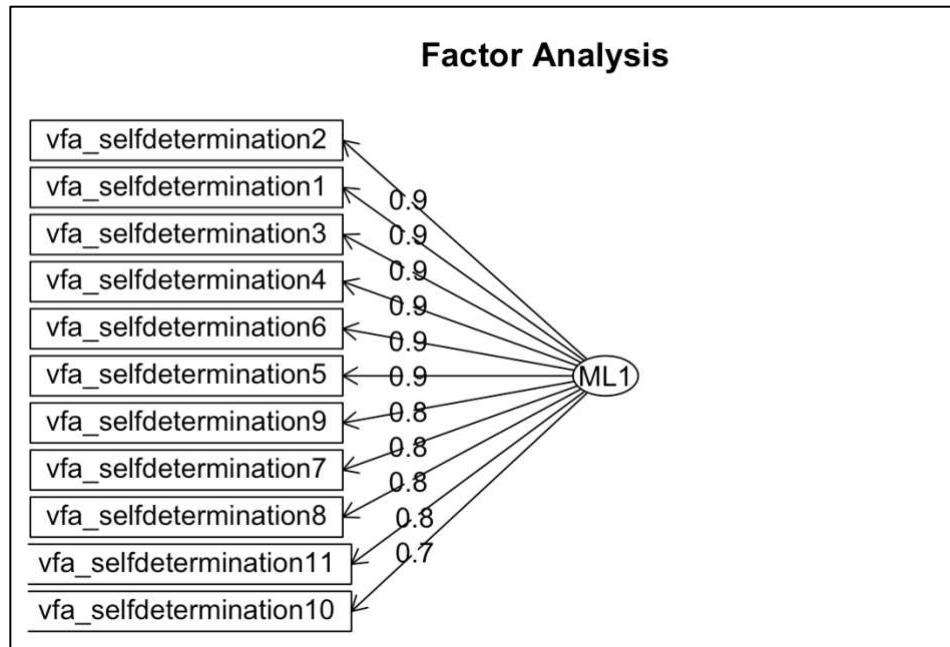 Factor Analysis
vfa_selfdetermination2
vfa_selfdetermination1
vfa_selfdetermination3
vfa_selfdetermination4
vfa_selfdetermination6
vfa_selfdetermination5
vfa_selfdetermination9
vfa_selfdetermination7
vfa_selfdetermination8
vfa_selfdetermination11
vfa_selfdetermination10
0.9
0.9
0.9
0.9
0.9
0.9
0.8
0.8
0.8
0.8
0.7
ML1